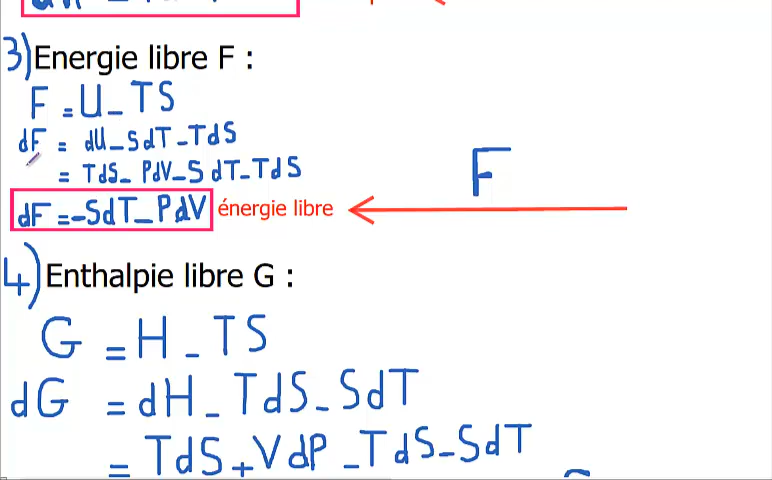 3) Energie libre F :
F = U - TS
dF = dU - SdT - TdS
= TdS - PdV - SdT - TdS
F
dF = -SdT - PdV énergie libre
4) Enthalpie libre G :
G = H - TS
dG = dH - TdS - SdT
= TdS + VdP - TdS - SdT